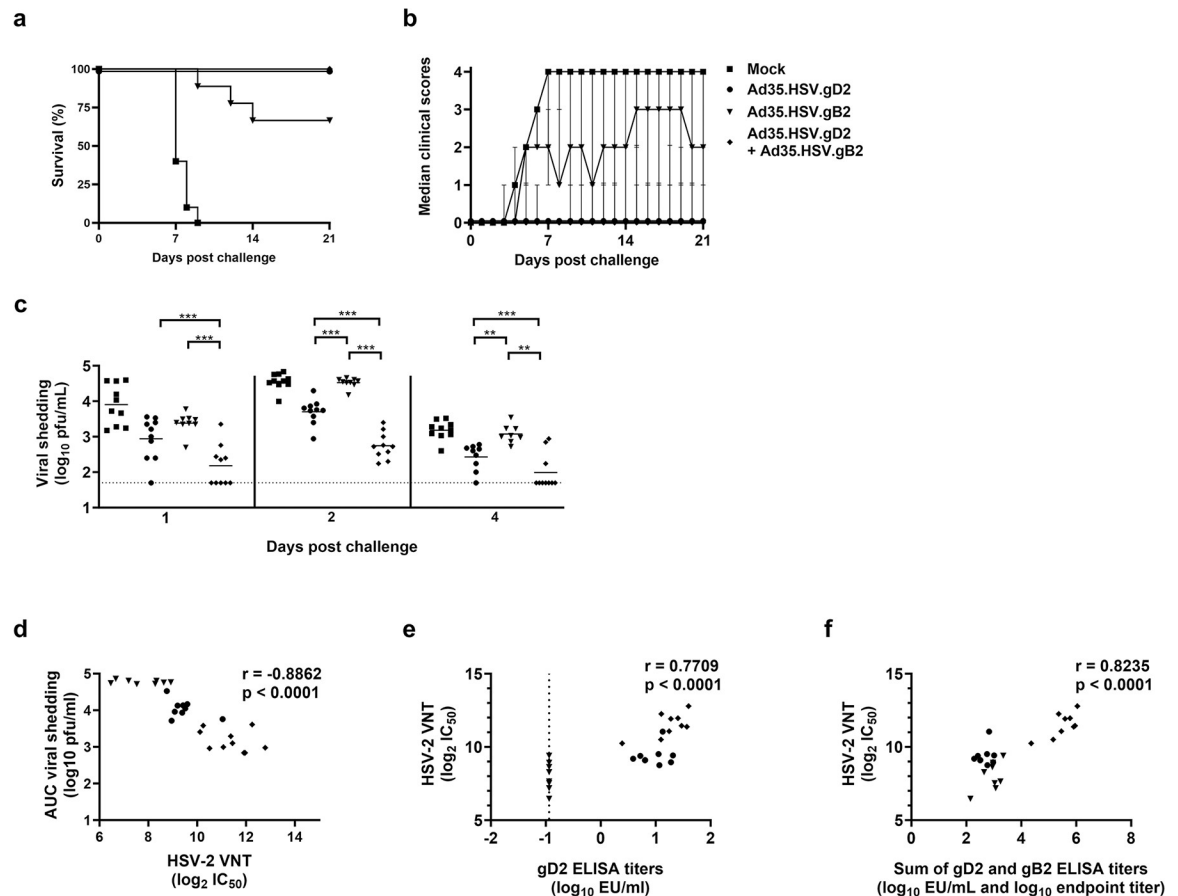 a
b
100
75
50
25
0
Survival (%)
0
7
14
21
Days post challenge
4
3
2
1
0
Median clinical scores
0
7
14
21
Days post challenge
Mock
Ad35.HSV.gD2
Ad35.HSV.gB2
Ad35.HSV.gD2
+ Ad35.HSV.gB2
c
***
***
***
***
***
***
**
**
5
4
3
2
1
Viral shedding
(log10 pfu/mL)
1
2
4
Days post challenge
d
e
f
r = -0.8862
p < 0.0001
5
4
3
2
1
AUC viral shedding
(log10 pfu/ml)
6
8
10
12
14
HSV-2 VNT
(log2 IC50)
r = 0.7709
p < 0.0001
15
10
5
HSV-2 VNT
(log2 IC50)
-2
-1
0
1
2
gD2 ELISA titers
(log10 EU/ml)
r = 0.8235
p < 0.0001
15
10
5
HSV-2 VNT
(log2 IC50)
0
2
4
6
8
Sum of gD2 and gB2 ELISA titers
(log10 EU/mL and log10 endpoint titer)